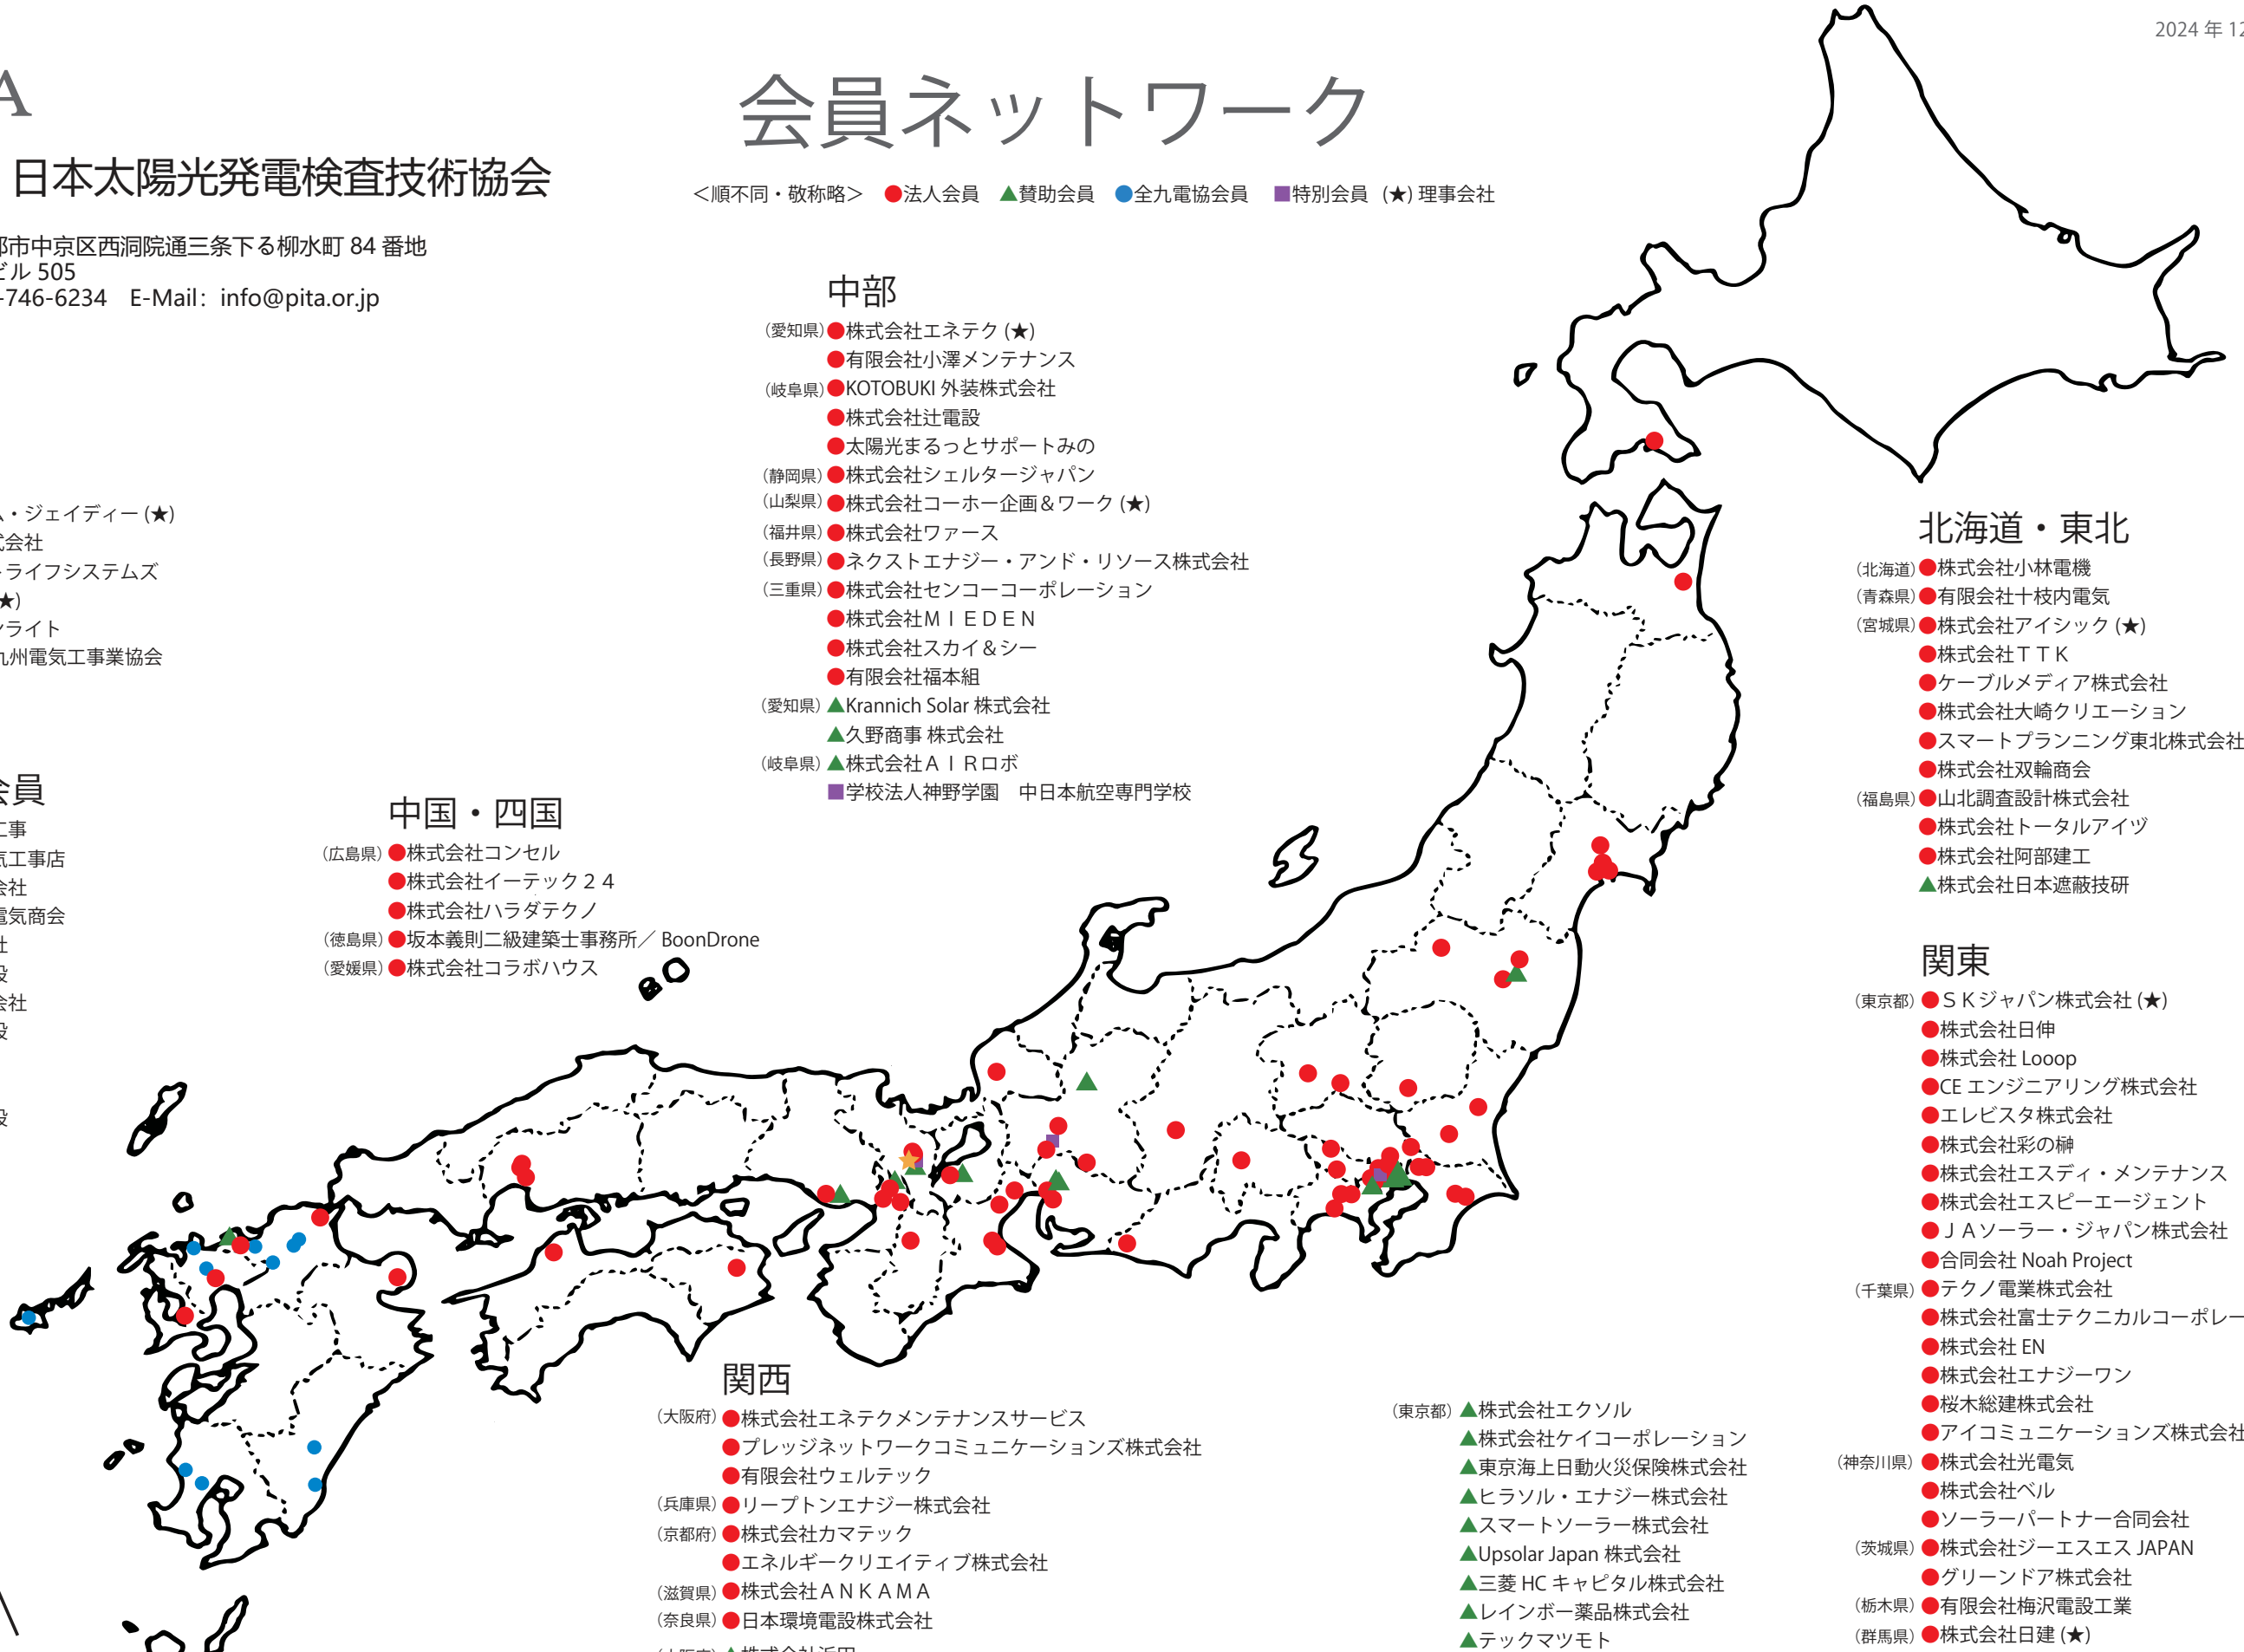 2024 年 12
A
会員ネットワーク
日本太陽光発電検査技術協会
＜順不同・敬称略＞ ●法人会員 ▲賛助会員 ●全九電協会員 ■特別会員 (★) 理事会社
都市中京区西洞院通三条下る柳水町 84 番地
ビル 505
-746-6234 E-Mail：info@pita.or.jp
ム・ジェイディー (★)
式会社
トライフシステムズ
★)
ンライト
九州電気工事業協会
会員
工事
気工事店
会社
電気商会
社
設
会社
設
設
中国・四国
（広島県）●株式会社コンセル
●株式会社イーテック２４
●株式会社ハラダテクノ
（徳島県）●坂本義則二級建築士事務所／ BoonDrone
（愛媛県）●株式会社コラボハウス
中部
（愛知県）●株式会社エネテク (★)
●有限会社小澤メンテナンス
（岐阜県）●KOTOBUKI 外装株式会社
●株式会社辻電設
●太陽光まるっとサポートみの
（静岡県）●株式会社シェルタージャパン
（山梨県）●株式会社コーホー企画＆ワーク (★)
（福井県）●株式会社ワァース
（長野県）●ネクストエナジー・アンド・リソース株式会社
（三重県）●株式会社センコーコーポレーション
●株式会社ＭＩＥＤＥＮ
●株式会社スカイ＆シー
●有限会社福本組
（愛知県）▲Krannich Solar 株式会社
▲久野商事 株式会社
（岐阜県）▲株式会社ＡＩＲロボ
■学校法人神野学園　中日本航空専門学校
関西
（大阪府）●株式会社エネテクメンテナンスサービス
●プレッジネットワークコミュニケーションズ株式会社
●有限会社ウェルテック
（兵庫県）●リープトンエナジー株式会社
（京都府）●株式会社カマテック
●エネルギークリエイティブ株式会社
（滋賀県）●株式会社ＡＮＫＡＭＡ
（奈良県）●日本環境電設株式会社
（大阪府）▲株式会社浜田
（東京都）▲株式会社エクソル
▲株式会社ケイコーポレーション
▲東京海上日動火災保険株式会社
▲ヒラソル・エナジー株式会社
▲スマートソーラー株式会社
▲Upsolar Japan 株式会社
▲三菱 HC キャピタル株式会社
▲レインボー薬品株式会社
▲テックマツモト
北海道・東北
（北海道）●株式会社小林電機
（青森県）●有限会社十枝内電気
（宮城県）●株式会社アイシック (★)
●株式会社ＴＴＫ
●ケーブルメディア株式会社
●株式会社大崎クリエーション
●スマートプランニング東北株式会社
●株式会社双輪商会
（福島県）●山北調査設計株式会社
●株式会社トータルアイヅ
●株式会社阿部建工
▲株式会社日本遮蔽技研
関東
（東京都）●ＳＫジャパン株式会社 (★)
●株式会社日伸
●株式会社 Looop
●CE エンジニアリング株式会社
●エレビスタ株式会社
●株式会社彩の榊
●株式会社エスディ・メンテナンス
●株式会社エスピーエージェント
●ＪＡソーラー・ジャパン株式会社
●合同会社 Noah Project
（千葉県）●テクノ電業株式会社
●株式会社富士テクニカルコーポレー
●株式会社 EN
●株式会社エナジーワン
●桜木総建株式会社
●アイコミュニケーションズ株式会社
（神奈川県）●株式会社光電気
●株式会社ベル
●ソーラーパートナー合同会社
（茨城県）●株式会社ジーエスエス JAPAN
●グリーンドア株式会社
（栃木県）●有限会社梅沢電設工業
（群馬県）●株式会社日建 (★)